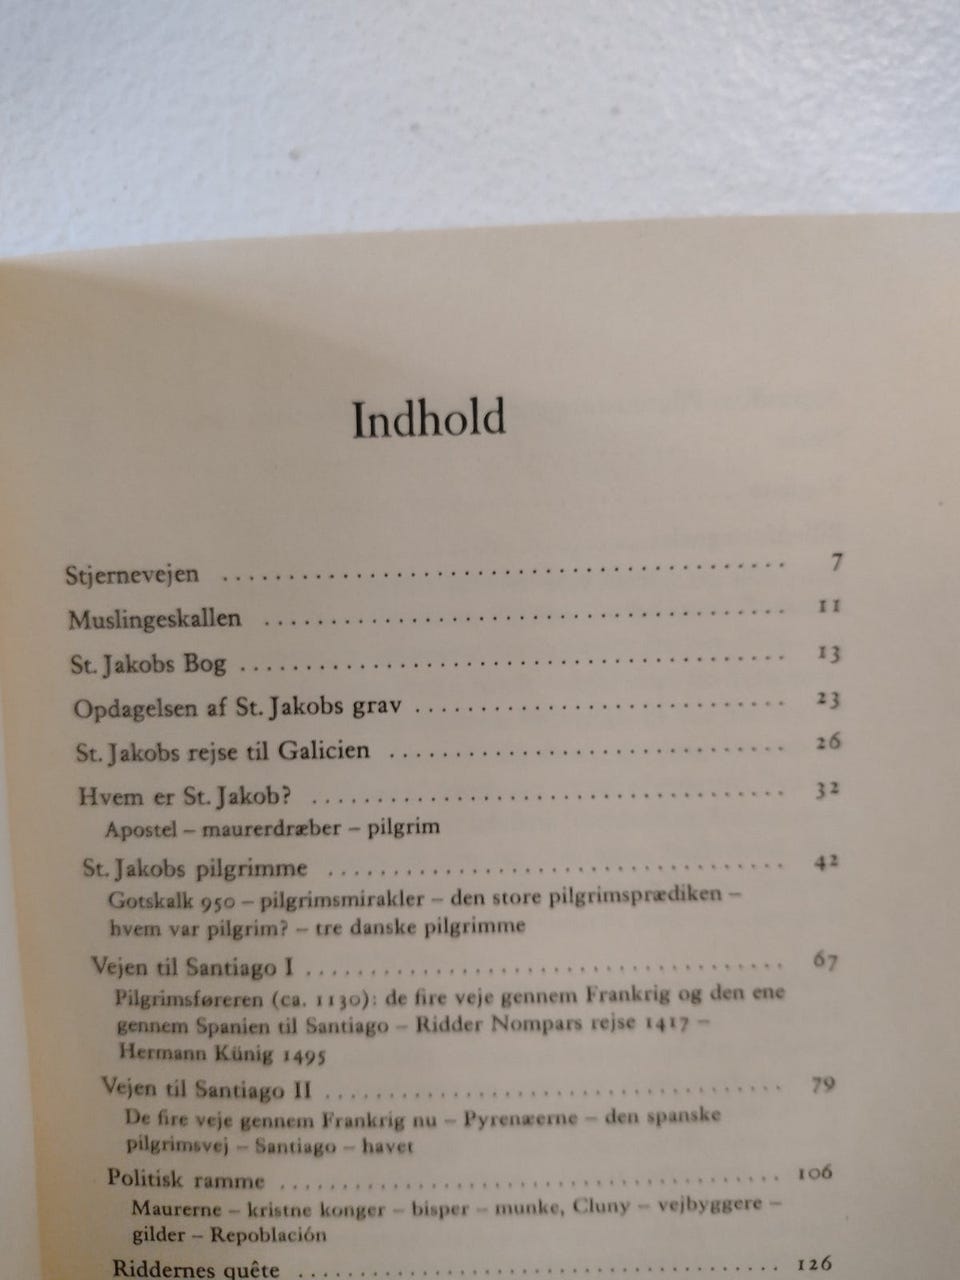 Indhold
Stjernevejen ........................................ 7
Muslingeskallen ........................................ 11
St. Jakobs Bog ........................................ 13
Opdagelsen af St. Jakobs grav ............................ 23
St. Jakobs rejse til Galicien ............................ 26
Hvem er St. Jakob? ................................ 32
Apostel – maurerdræber – pilgrim
St. Jakobs pilgrimme ................................ 42
Gotskalk 950 – pilgrimsmirakler – den store pilgrimsprædiken –
hvem var pilgrim? – tre danske pilgrimme
Vejen til Santiago I ................................ 67
Pilgrimsføreren (ca. 1130): de fire veje gennem Frankrig og den ene
gennem Spanien til Santiago – Ridder Nompars rejse 1417 –
Hermann Künig 1495
Vejen til Santiago II ................................ 79
De fire veje gennem Frankrig nu – Pyrenæerne – den spanske
pilgrimsvej – Santiago – havet
Politisk ramme ................................ 106
Maurerne – kristne konger – bisper – munke, Cluny – vejbyggere –
gilder – Repoblación
Riddernes quête ................................ 126